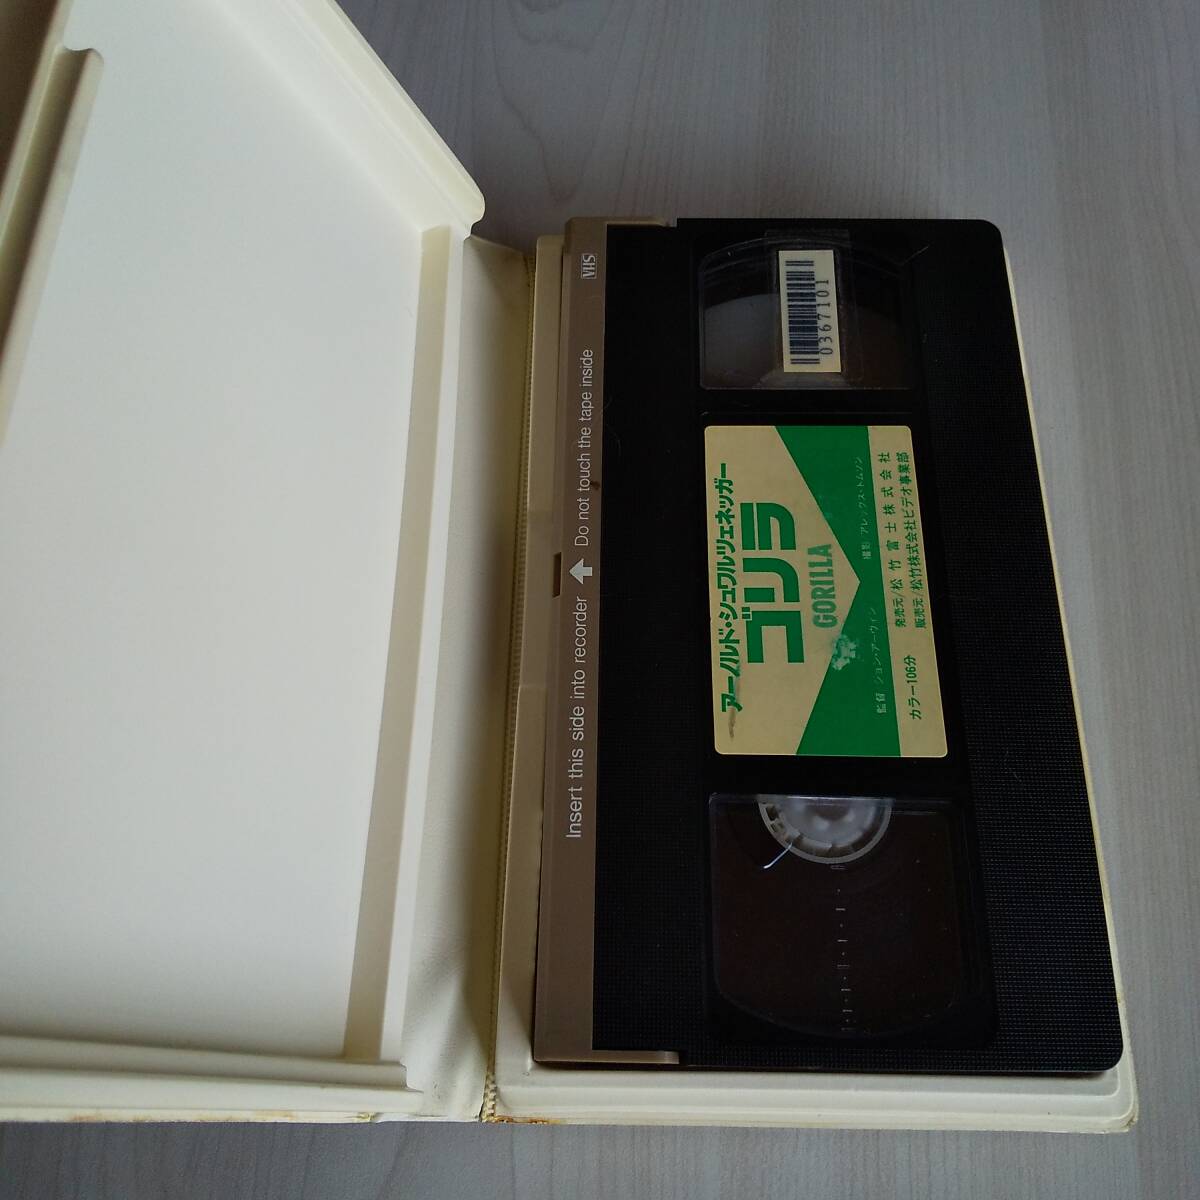 VHS
Insert this side into recorder Do not touch the tape inside
0367101
アーノルド・シュワルツェネッガー
ゴリラ
GORILLA
監督 ジョン・アーヴィン 撮影 アレックス・トムソン
カラー106分
発売元/松竹富士株式会社
販売元/松竹株式会社ビデオ事業部